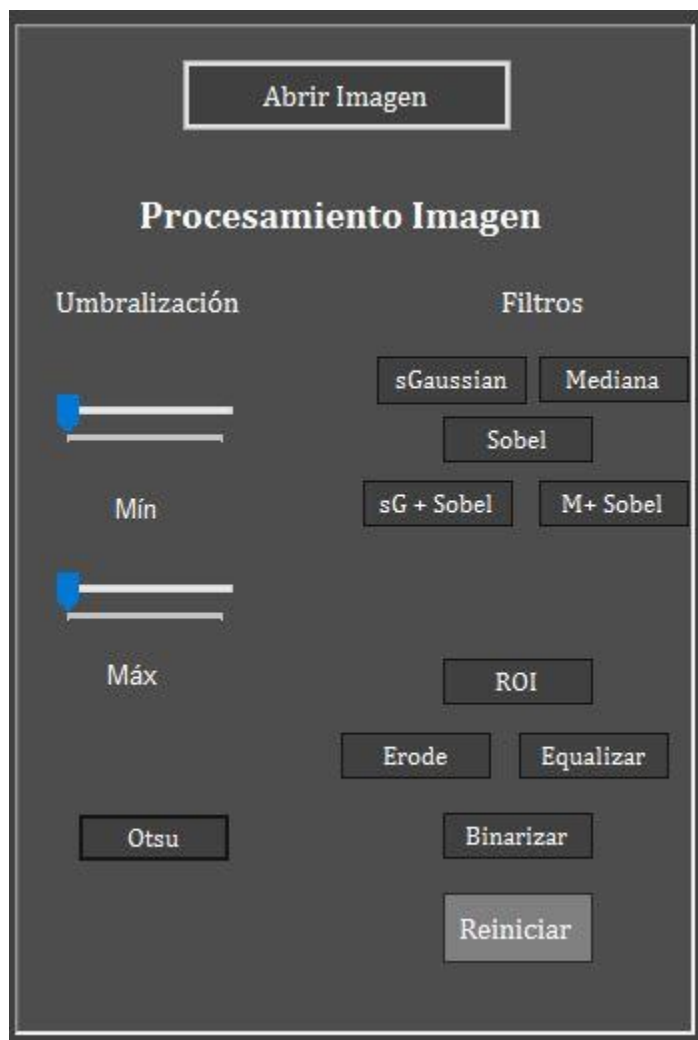 Abrir Imagen
Procesamiento Imagen
Umbralización
Filtros
sGaussian
Mediana
Sobel
Mín
sG + Sobel
M+ Sobel
Máx
ROI
Erode
Equalizar
Otsu
Binarizar
Reiniciar